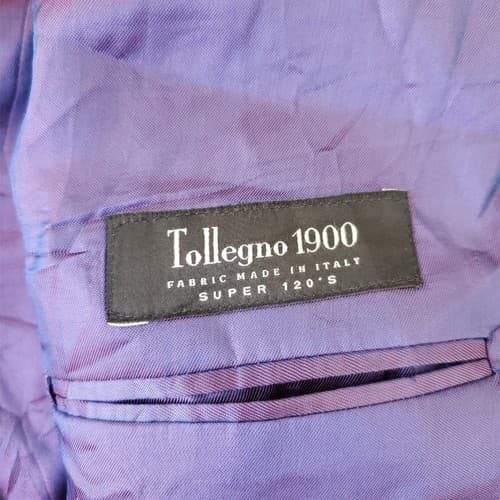 Tollegno 1900
FABRIC MADE IN ITALY
SUPER 120'S